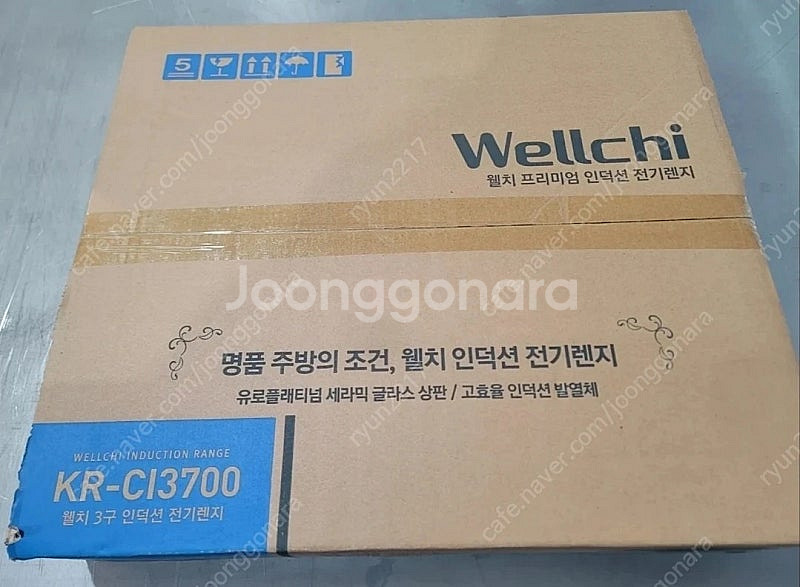 5
Wellchi
웰치 프리미엄 인덕션 전기렌지
Joonggonara
명품 주방의 조건, 웰치 인덕션 전기렌지
유로플래티넘 세라믹 글라스 상판 / 고효율 인덕션 발열체
WELLCHI INDUCTION RANGE
KR-CI3700
웰치 3구 인덕션 전기렌지
ryun2217
cafe.naver.com/joonggonara